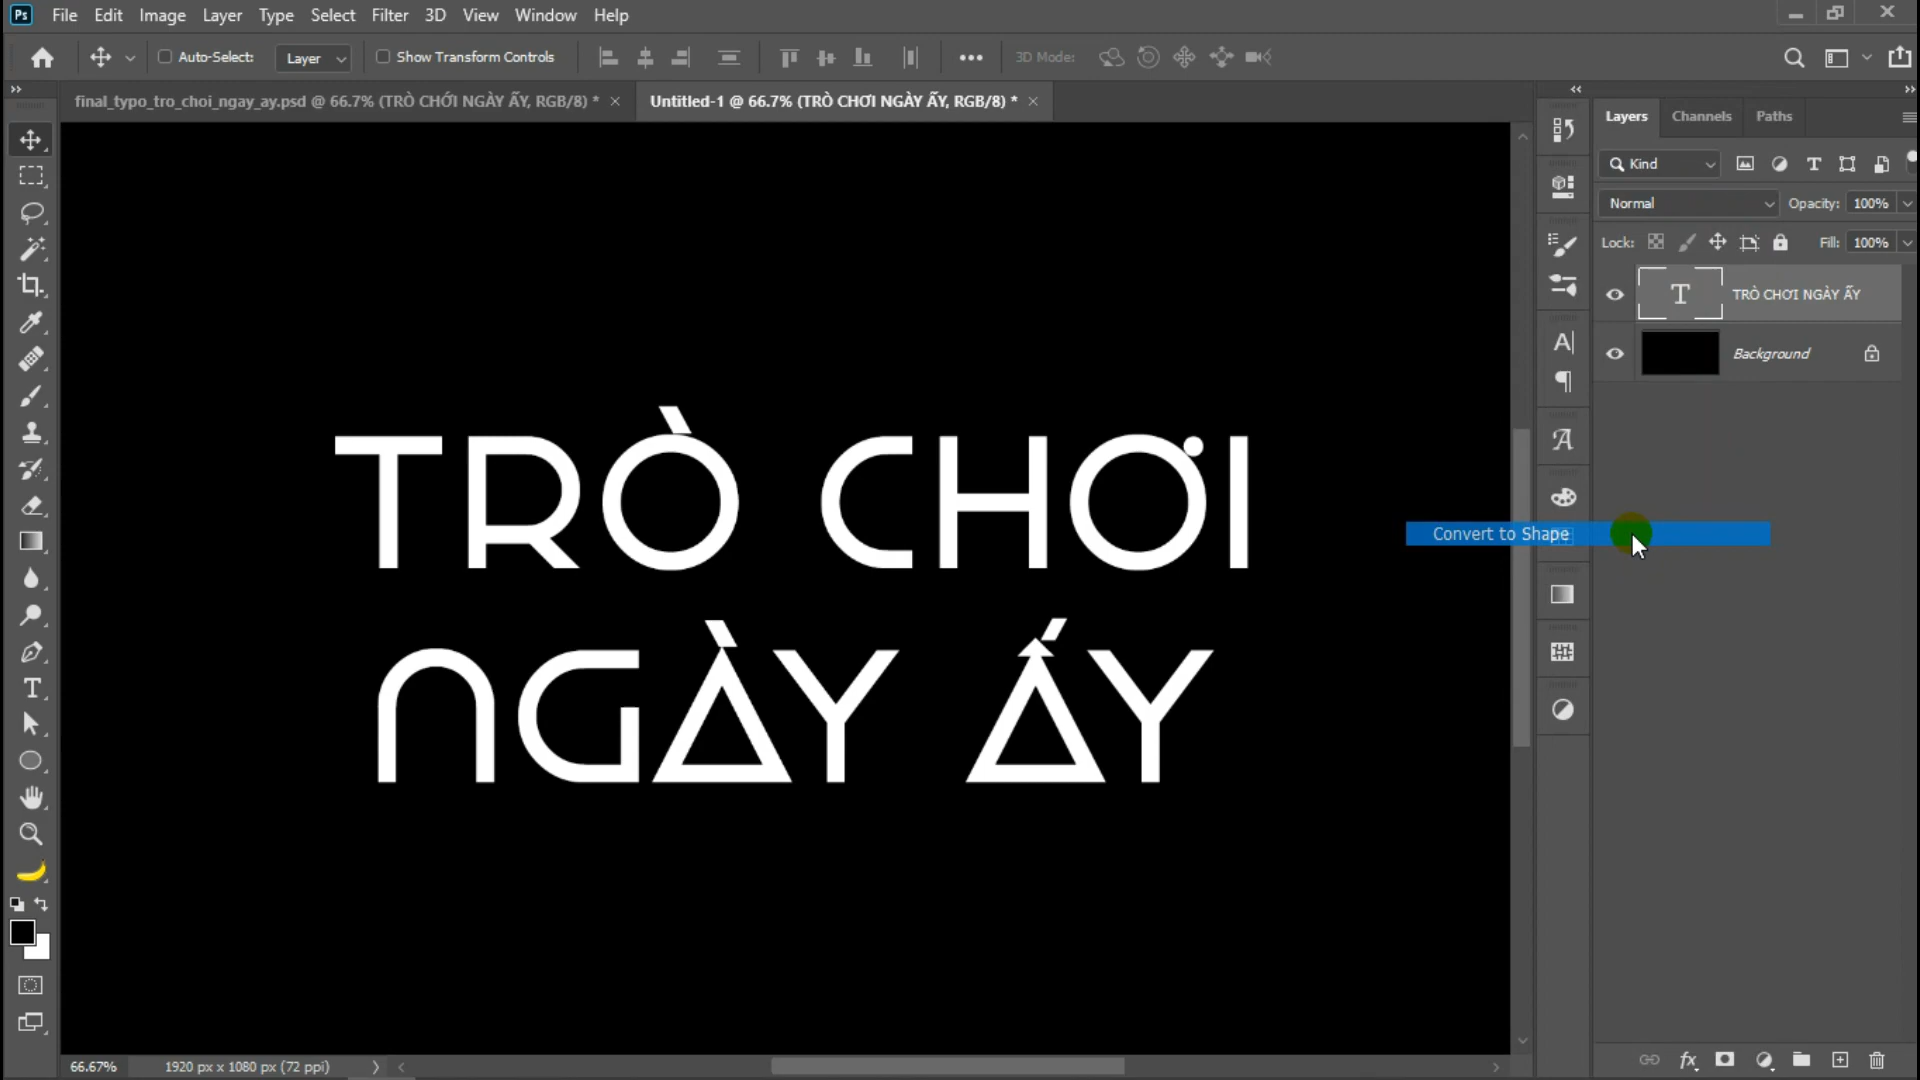 Ps File Edit Image Layer Type Select Filter 3D View Window Help
Auto-Select: Layer Show Transform Controls 3D Mode:
final_typo_tro_choi_ngay_ay.psd @ 66.7% (TRÒ CHƠI NGÀY ẤY, RGB/8) * Untitled-1 @ 66.7% (TRÒ CHƠI NGÀY ẤY, RGB/8) *
Layers Channels Paths
Kind
Normal Opacity: 100%
Lock: Fill: 100%
TRÒ CHƠI NGÀY ẤY
Background
TRÒ CHƠI
Convert to Shape
NGÀY ẤY
66.67% 1920 px x 1080 px (72 ppi)